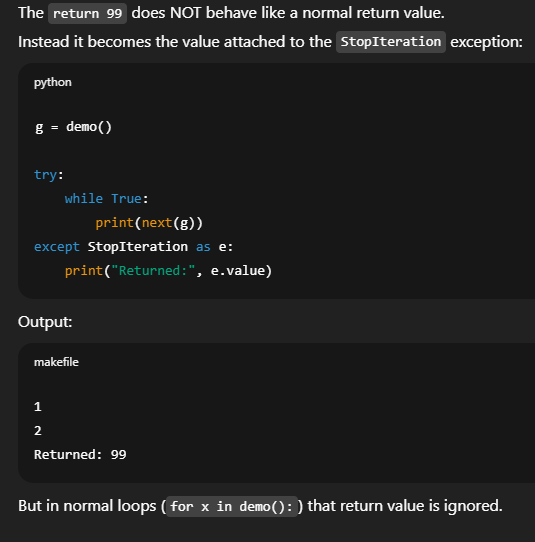 The return 99 does NOT behave like a normal return value.
Instead it becomes the value attached to the StopIteration exception:
python
g = demo()
try:
    while True:
        print(next(g))
except StopIteration as e:
    print("Returned:", e.value)
Output:
makefile
1
2
Returned: 99
But in normal loops (for x in demo():) that return value is ignored.